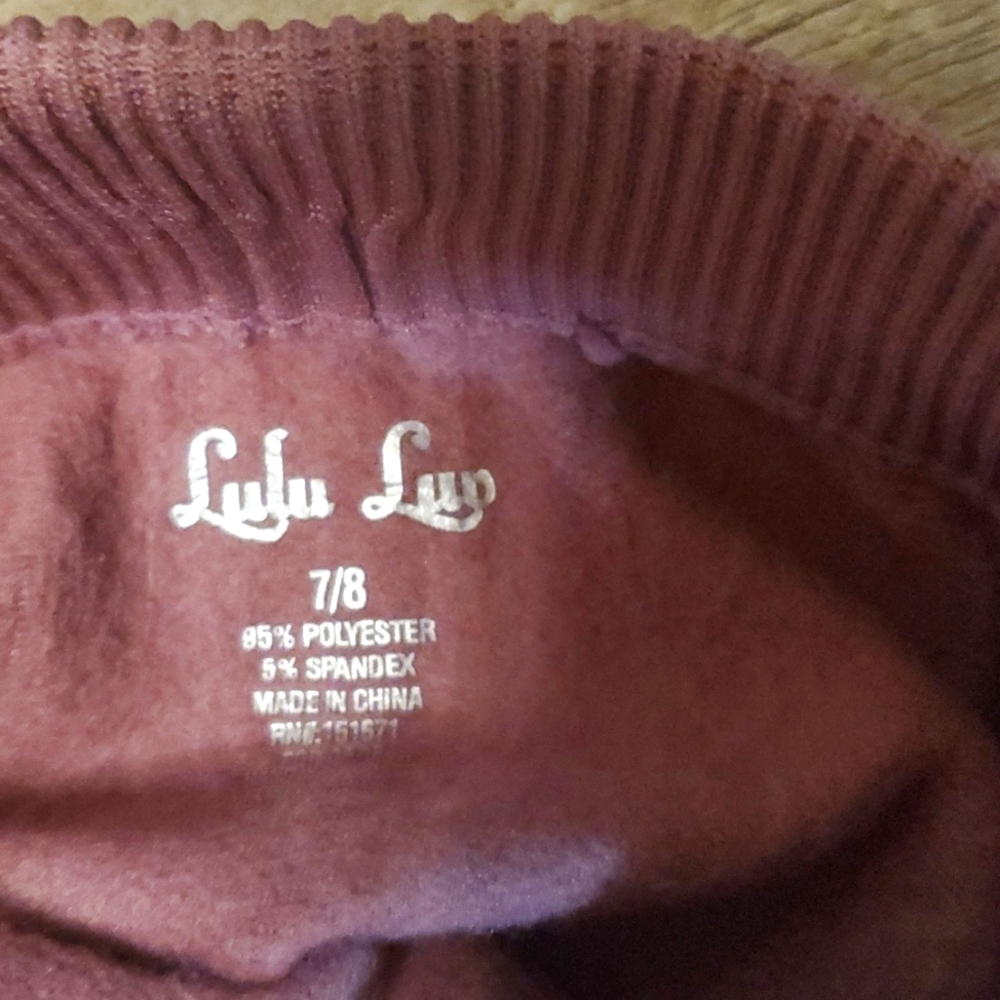 Lulu Luv
7/8
95% POLYESTER
5% SPANDEX
MADE IN CHINA
RN#:151671